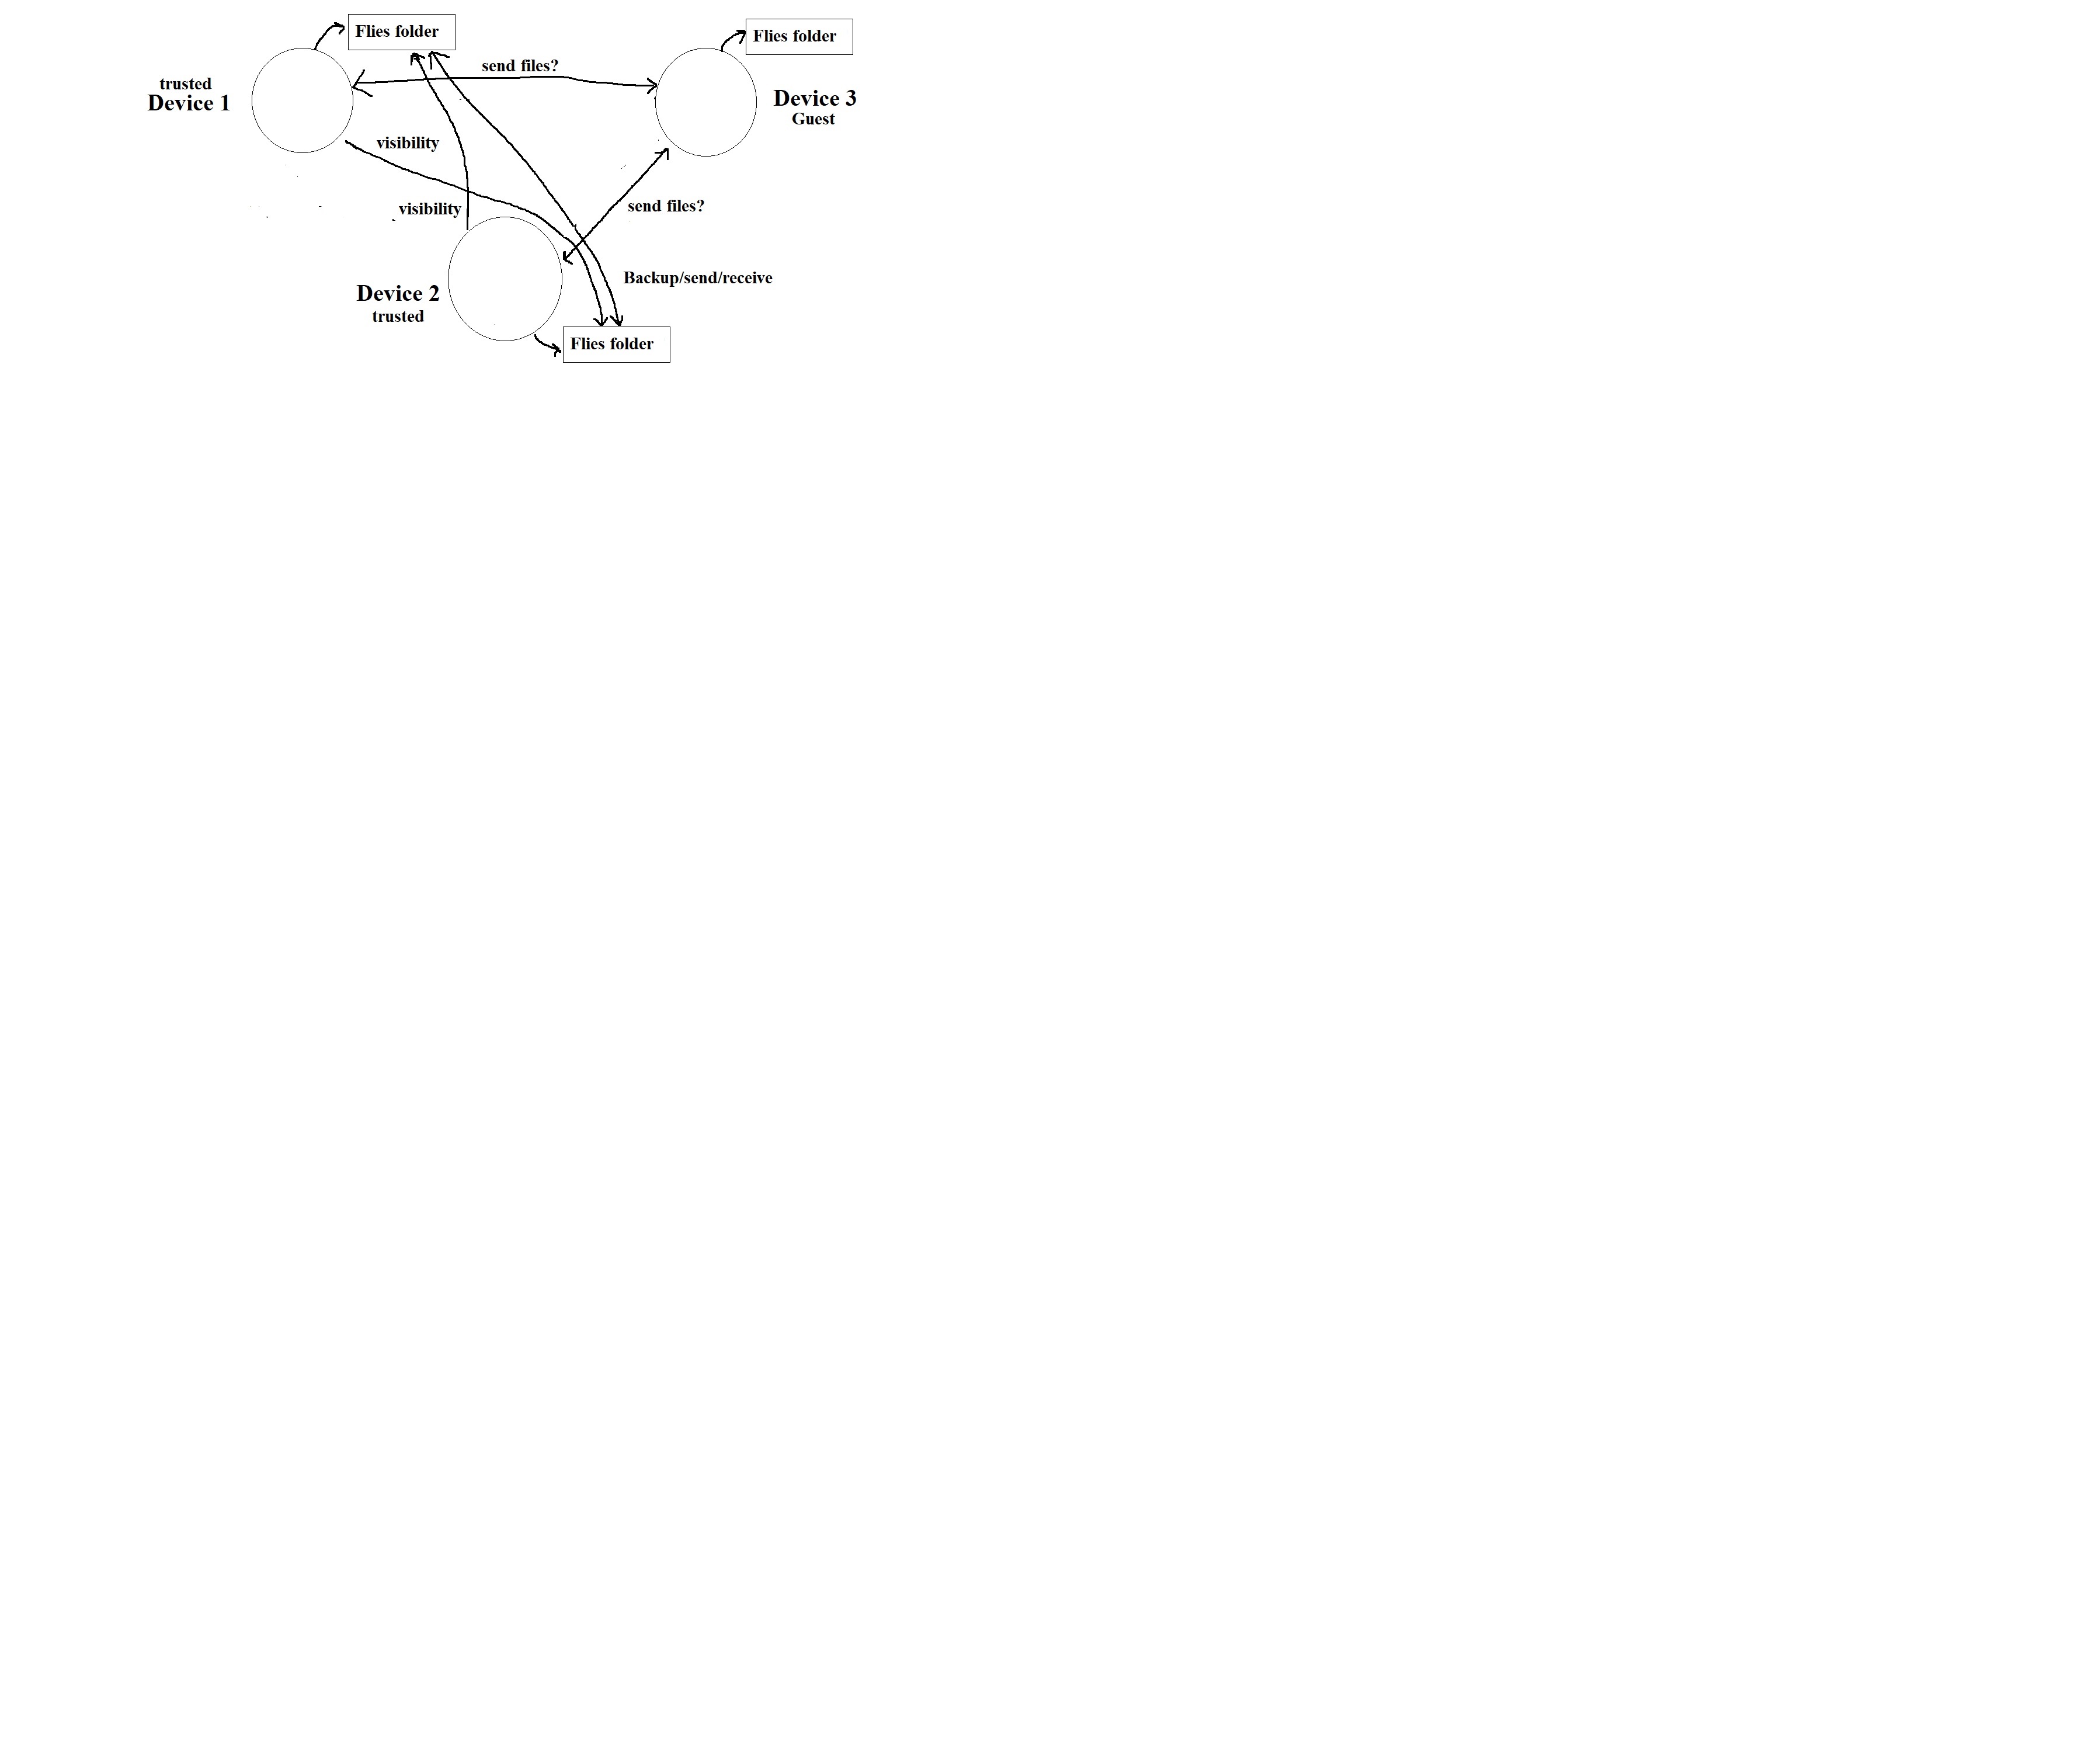 Flies folder
Flies folder
send files?
trusted
Device 1
Device 3
Guest
visibility
visibility
send files?
Backup/send/receive
Device 2
trusted
Flies folder